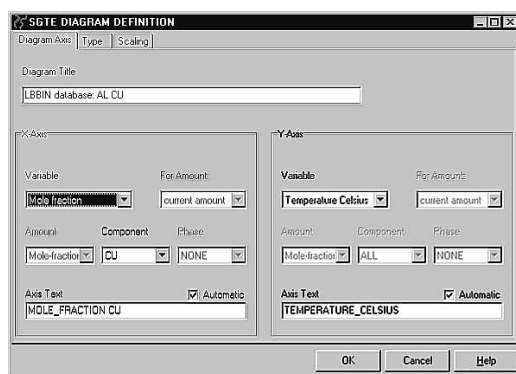 SGTE DIAGRAM DEFINITION
Diagram Axis Type Scaling
Diagram Title
LBBIN database: AL CU
X-Axis
Variable For Amount:
Mole fraction current amount
Amount: Component Phase
Mole-fraction CU NONE
Axis Text Automatic
MOLE_FRACTION CU
Y-Axis
Variable For Amount:
Temperature Celsius current amount
Amount: Component Phase
Mole-fraction ALL NONE
Axis Text Automatic
TEMPERATURE_CELSIUS
OK Cancel Help